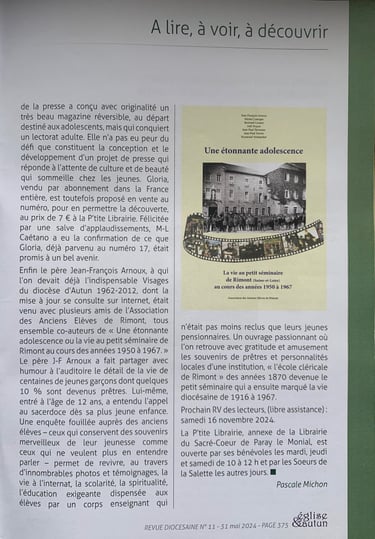 A lire, à voir, à découvrir
de la presse a conçu avec originalité un
très beau magazine réversible, au départ
destiné aux adolescents, mais qui conquiert
un lectorat adulte. Elle n'a pas eu peur du
défi que constituent la conception et le
développement d'un projet de presse qui
réponde à l'attente de culture et de beauté
qui sommeille chez les jeunes. Gloria,
vendu par abonnement dans la France
entière, est toutefois proposé en vente au
numéro, pour en permettre la découverte,
au prix de 7 € à la P'tite Librairie. Félicitée
par une salve d'applaudissements, M-L
Caëtano a eu la confirmation de ce que
Gloria, déjà parvenu au numéro 17, était
promis à un bel avenir.
Enfin le père Jean-François Arnoux, à qui
l'on devait déjà l'indispensable Visages
du diocèse d'Autun 1962-2012, dont la
mise à jour se consulte sur internet, était
venu avec plusieurs amis de l'Association
des Anciens Élèves de Rimont, tous
ensemble co-auteurs de « Une étonnante
adolescence ou la vie au petit séminaire de
Rimont au cours des années 1950 à 1967. »
Le père J-F Arnoux a fait partager avec
humour à l'auditoire le détail de la vie de
centaines de jeunes garçons dont quelques
10 % sont devenus prêtres. Lui-même,
entré à l'âge de 12 ans, a entendu l'appel
au sacerdoce dès sa plus jeune enfance.
Une enquête fouillée auprès des anciens
élèves – ceux qui conservent des souvenirs
merveilleux de leur jeunesse comme
ceux qui ne veulent plus en entendre
parler – permet de revivre, au travers
d'innombrables photos et témoignages, la
vie à l'internat, la scolarité, la spiritualité,
l'éducation exigeante dispensée aux
élèves par un corps enseignant qui
Une étonnante adolescence
La vie au petit séminaire
de Rimont (Saône-et-Loire)
au cours des années 1950 à 1967
n'était pas moins reclus que leurs jeunes
pensionnaires. Un ouvrage passionnant où
l'on retrouve avec gratitude et amusement
les souvenirs de prêtres et personnalités
locales d'une institution, « l'école cléricale
de Rimont » des années 1870 devenue le
petit séminaire qui a ensuite marqué la vie
diocésaine de 1916 à 1967.
Prochain RV des lecteurs, (libre assistance) :
samedi 16 novembre 2024.
La P'tite Librairie, annexe de la Librairie
du Sacré-Coeur de Paray le Monial, est
ouverte par ses bénévoles les mardi, jeudi
et samedi de 10 à 12 h et par les Soeurs de
la Salette les autres jours.
Pascale Michon
REVUE DIOCESAINE N° 11 - 31 mai 2024 - PAGE 375
église
& autun